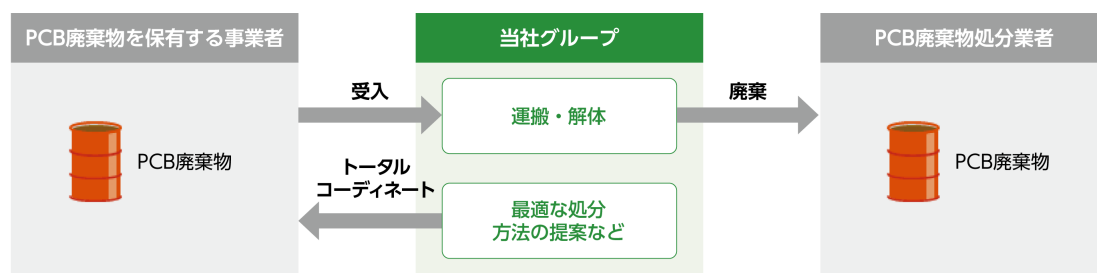 PCB廃棄物を保有する事業者
当社グループ
PCB廃棄物処分業者
受入
運搬・解体
廃棄
PCB廃棄物
トータル
コーディネート
最適な処分
方法の提案など
PCB廃棄物